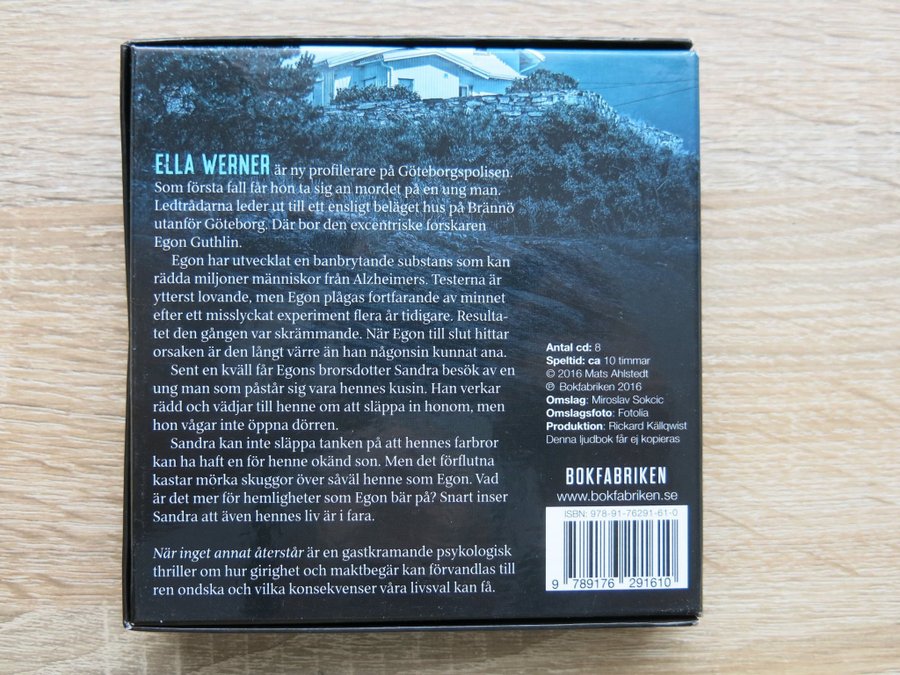 ELLA WERNER är ny profilerare på Göteborgspolisen.
Som första fall får hon ta sig an mordet på en ung man.
Ledtrådarna leder ut till ett ensligt beläget hus på Brännö
utanför Göteborg. Där bor den excentriske forskaren
Egon Guthlin.
Egon har utvecklat en banbrytande substans som kan
rädda miljoner människor från Alzheimers. Testerna är
ytterst lovande, men Egon plågas fortfarande av minnet
efter ett misslyckat experiment flera år tidigare. Resulta-
tet den gången var skrämmande. När Egon till slut hittar
orsaken är den långt värre än han någonsin kunnat ana.
Sent en kväll får Egons brorsdotter Sandra besök av en
ung man som påstår sig vara hennes kusin. Han verkar
rädd och vädjar till henne om att släppa in honom, men
hon vågar inte öppna dörren.
Sandra kan inte släppa tanken på att hennes farbror
kan ha haft en för henne okänd son. Men det förflutna
kastar mörka skuggor över såväl henne som Egon. Vad
är det mer för hemligheter som Egon bär på? Snart inser
Sandra att även hennes liv är i fara.
När inget annat återstår är en gastkramande psykologisk
thriller om hur girighet och maktbegär kan förvandlas till
ren ondska och vilka konsekvenser våra livsval kan få.
Antal cd: 8
Speltid: ca 10 timmar
© 2016 Mats Ahlstedt
℗ Bokfabriken 2016
Omslag: Miroslav Sokcic
Omslagsfoto: Fotolia
Produktion: Rickard Källqwist
Denna ljudbok får ej kopieras
BOKFABRIKEN
www.bokfabriken.se
ISBN: 978-91-76291-61-0
9 789176 291610